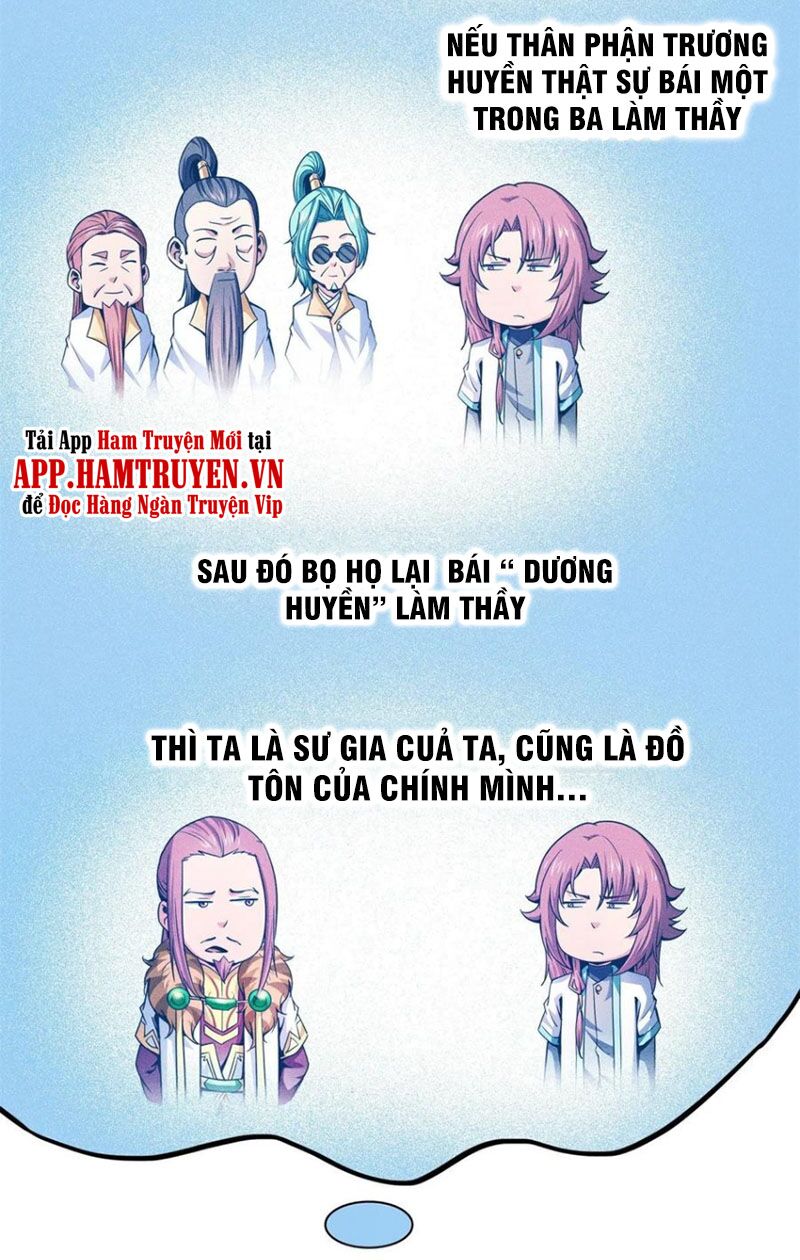 NẾU THÂN PHẬN TRƯƠNG
HUYỀN THẬT SỰ BÁI MỘT
TRONG BA LÀM THẦY
Tải App Ham Truyện Mới tại
APP.HAMTRUYEN.VN
để Đọc Hàng Ngàn Truyện Vip
SAU ĐÓ BỌ HỌ LẠI BÁI “ DƯƠNG
HUYỀN” LÀM THẦY
THÌ TA LÀ SƯ GIA CUẢ TA, CŨNG LÀ ĐỒ
TÔN CỦA CHÍNH MÌNH...